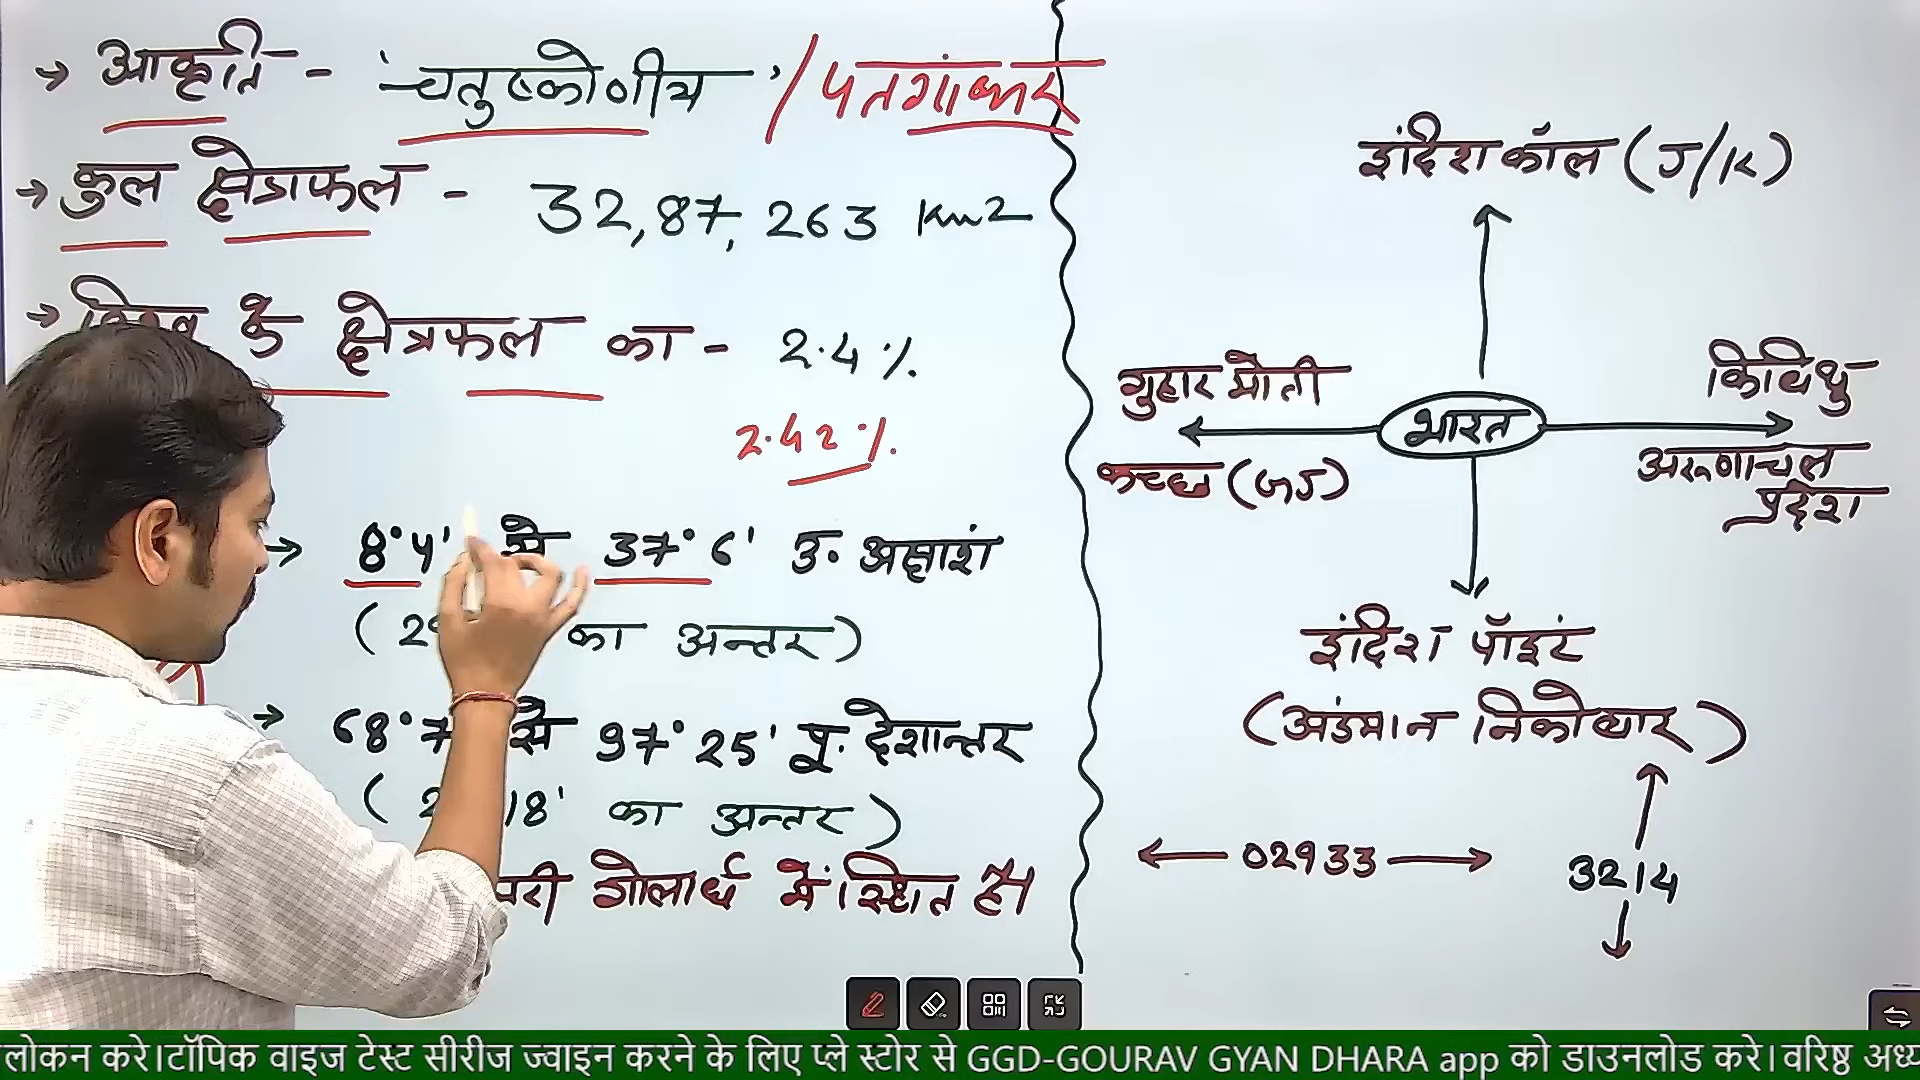 → आकृति - 'चतुष्कोणीय' / पतगांकार
→ कुल क्षेत्रफल - 32,87,263 km2
→ के क्षेत्रफल का - 2.4%
2.42%
→ 8°4' से 37°6' उ. अक्षांश
( का अन्तर )
→ 68°7 से 97°25' पू. देशान्तर
( 18' का अन्तर )
गोलार्ध में स्थित है।
इंदिरा कॉल (J/K)
गुहार मोती
किविथु
भारत
कच्छ (GJ)
अरूणाचल
प्रदेश
इंदिरा पॉइंट
(अंडमान निकोबार)
← 02933 →
3214
लोकन करे।टॉपिक वाइज टेस्ट सीरीज ज्वाइन करने के लिए प्ले स्टोर से GGD-GOURAV GYAN DHARA app को डाउनलोड करे। वरिष्ठ अध्य